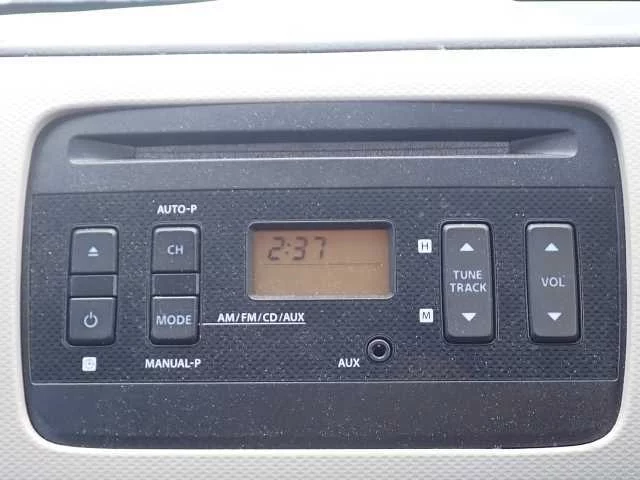 AUTO-P
CH
2:37
H
TUNE
TRACK
VOL
MODE
AM/FM/CD/AUX
M
MANUAL-P
AUX